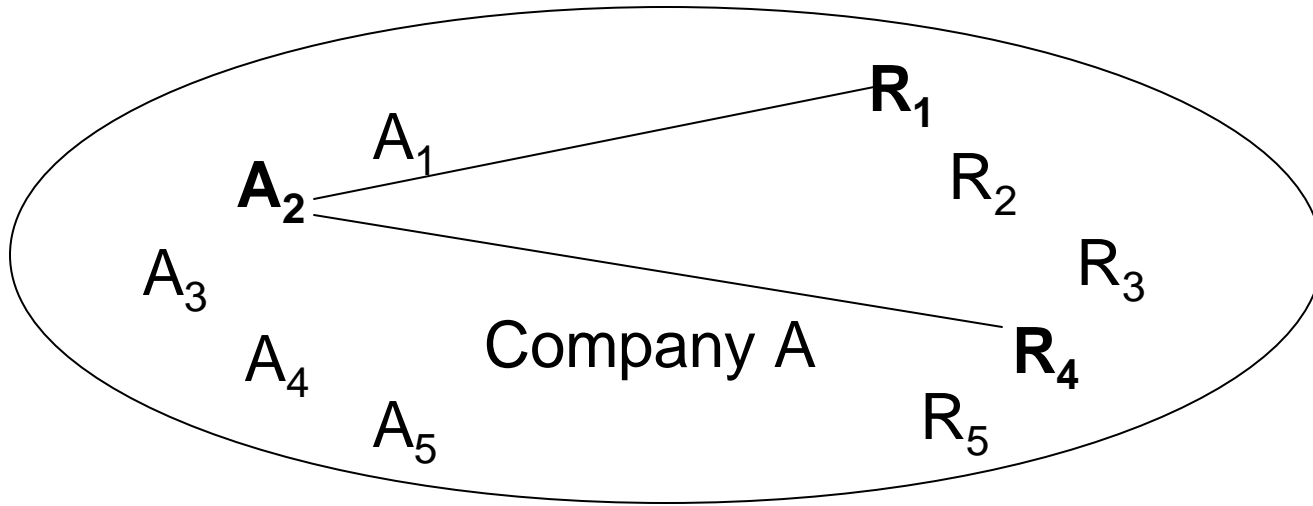 R₁
A₁
A₂
R₂
A₃
R₃
Company A
A₄
R₄
A₅
R₅